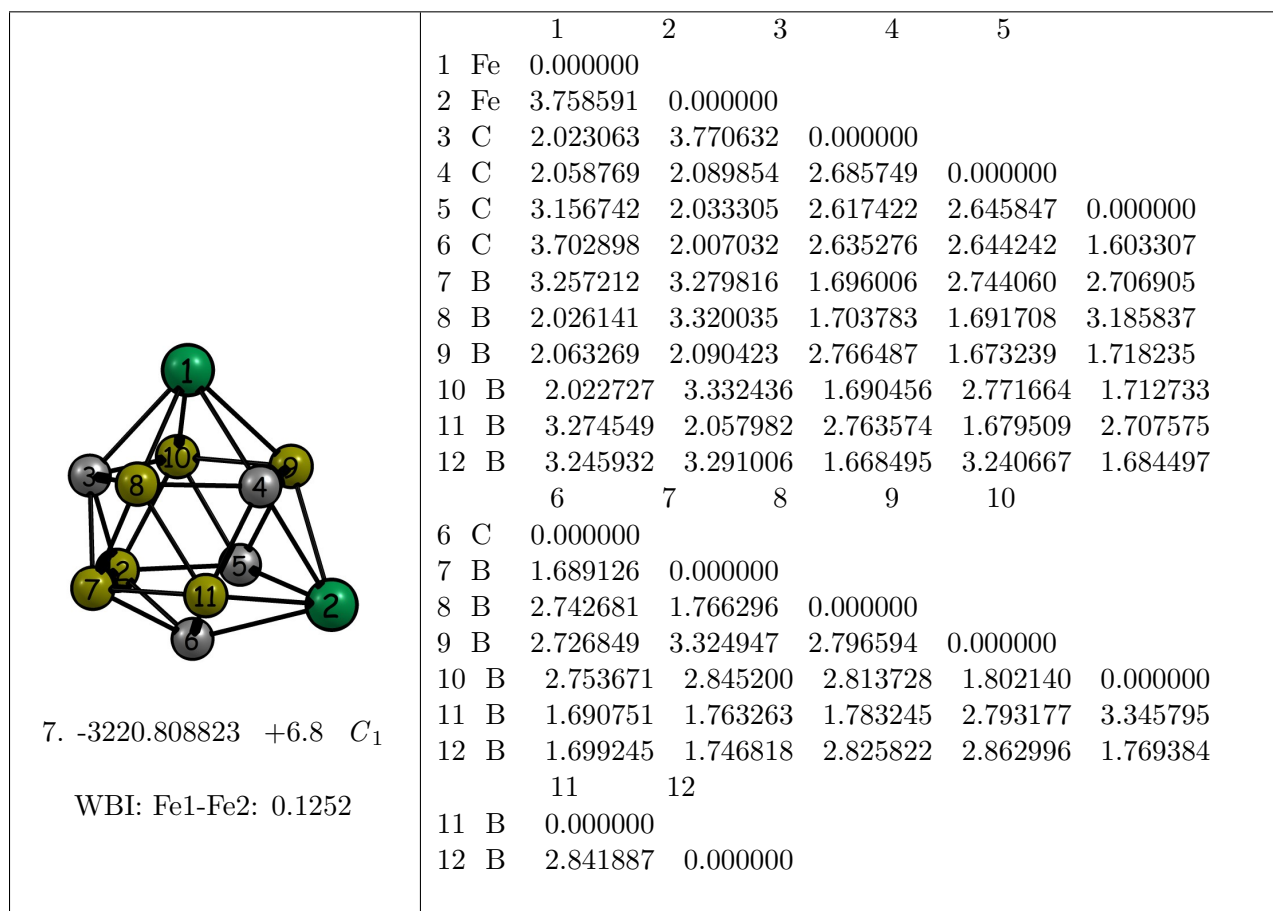 1 2 3 4 5
1 Fe 0.000000
2 Fe 3.758591 0.000000
3 C 2.023063 3.770632 0.000000
4 C 2.058769 2.089854 2.685749 0.000000
5 C 3.156742 2.033305 2.617422 2.645847 0.000000
6 C 3.702898 2.007032 2.635276 2.644242 1.603307
7 B 3.257212 3.279816 1.696006 2.744060 2.706905
8 B 2.026141 3.320035 1.703783 1.691708 3.185837
9 B 2.063269 2.090423 2.766487 1.673239 1.718235
10 B 2.022727 3.332436 1.690456 2.771664 1.712733
11 B 3.274549 2.057982 2.763574 1.679509 2.707575
12 B 3.245932 3.291006 1.668495 3.240667 1.684497
6 7 8 9 10
6 C 0.000000
7 B 1.689126 0.000000
8 B 2.742681 1.766296 0.000000
9 B 2.726849 3.324947 2.796594 0.000000
10 B 2.753671 2.845200 2.813728 1.802140 0.000000
11 B 1.690751 1.763263 1.783245 2.793177 3.345795
12 B 1.699245 1.746818 2.825822 2.862996 1.769384
11 12
11 B 0.000000
12 B 2.841887 0.000000
1
10 9
3 8 4
2 5
7 11 2
6
7. -3220.808823 +6.8 C1
WBI: Fe1-Fe2: 0.1252